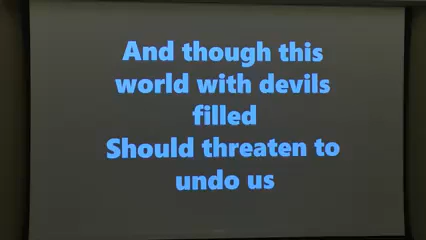 And though this
world with devils
filled
Should threaten to
undo us